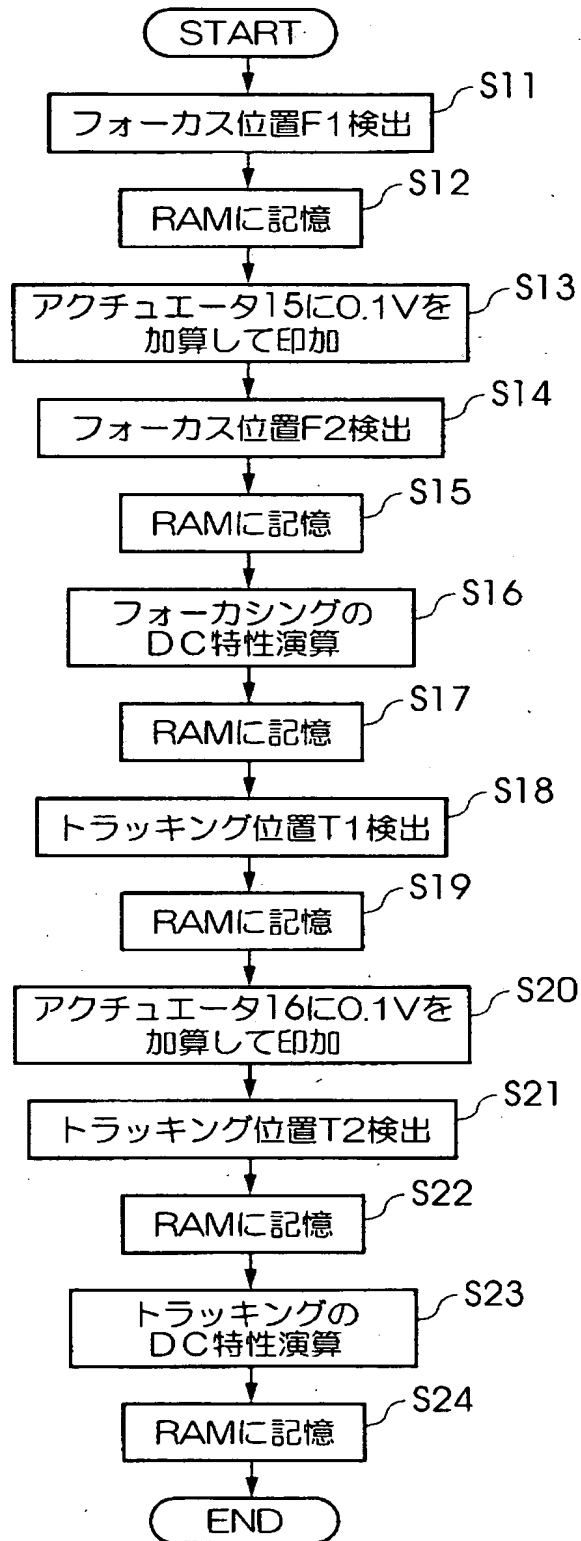 START
S11
フォーカス位置F1検出
S12
RAMに記憶
S13
アクチュエータ15に0.1Vを
加算して印加
S14
フォーカス位置F2検出
S15
RAMに記憶
S16
フォーカシングの
DC特性演算
S17
RAMに記憶
S18
トラッキング位置T1検出
S19
RAMに記憶
S20
アクチュエータ16に0.1Vを
加算して印加
S21
トラッキング位置T2検出
S22
RAMに記憶
S23
トラッキングの
DC特性演算
S24
RAMに記憶
END